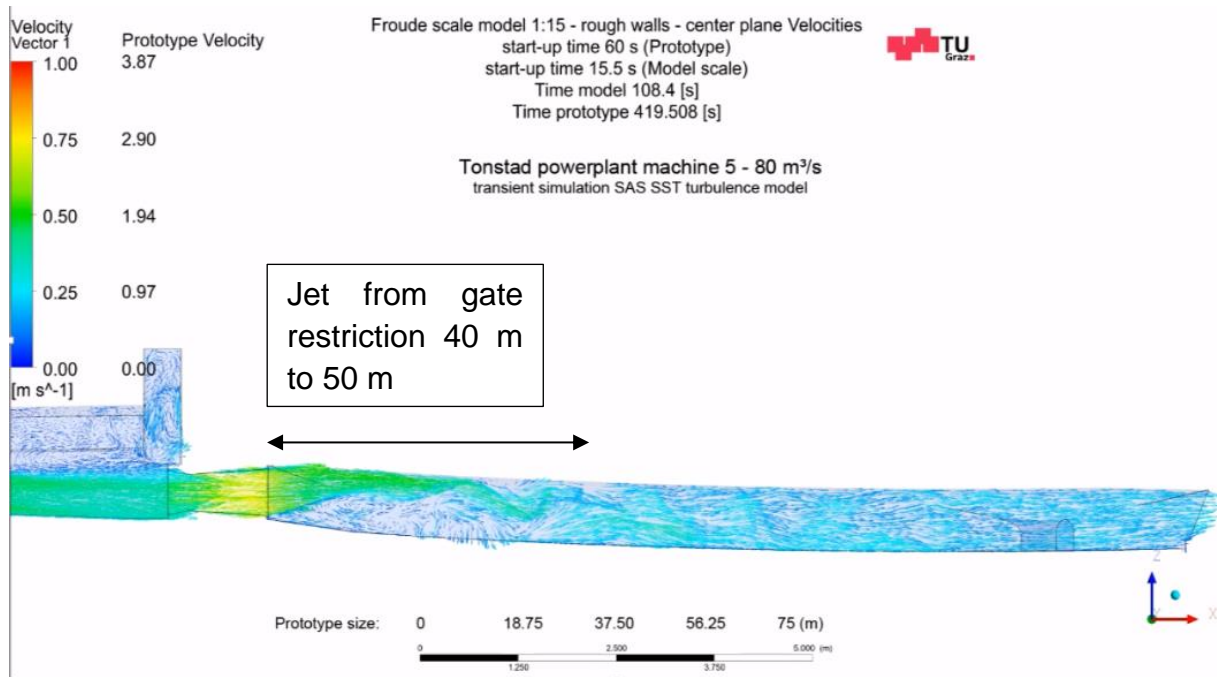 Velocity
Vector 1
Prototype Velocity
1.00
3.87
0.75
2.90
0.50
1.94
0.25
0.97
0.00
0.00
[m s^-1]
Froude scale model 1:15 - rough walls - center plane Velocities
start-up time 60 s (Prototype)
start-up time 15.5 s (Model scale)
Time model 108.4 [s]
Time prototype 419.508 [s]
TU
Graz
Tonstad powerplant machine 5 - 80 m³/s
transient simulation SAS SST turbulence model
Jet from gate
restriction 40 m
to 50 m
Z
X
Prototype size: 0 18.75 37.50 56.25 75 (m)
0 2.500 5.000 (m)
1.250 3.750